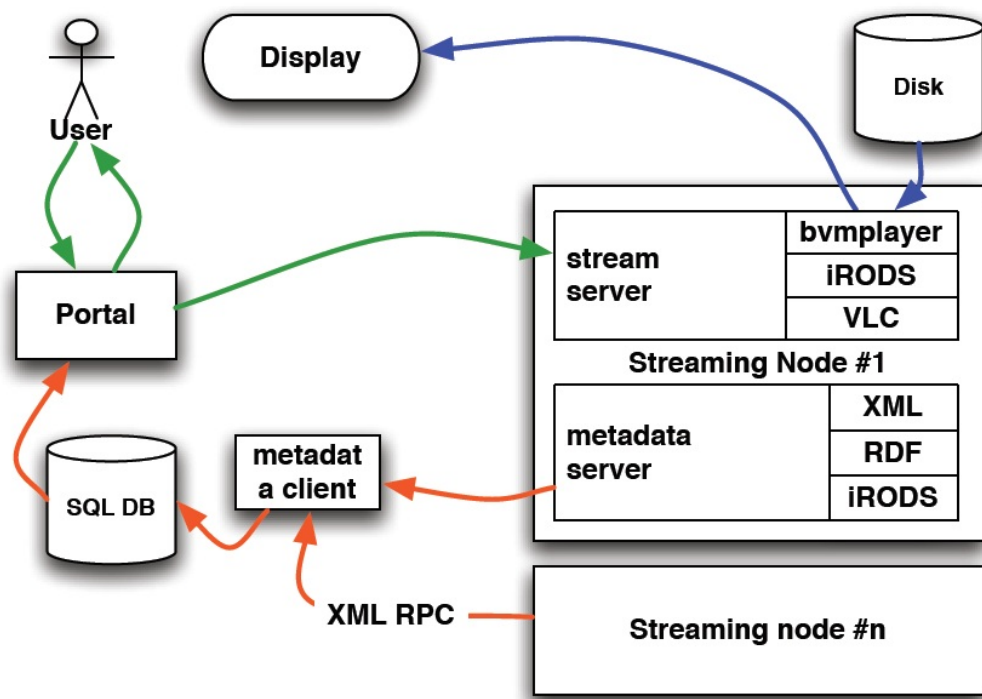 Display
Disk
User
Portal
stream
server
bvmplayer
iRODS
VLC
Streaming Node #1
metadata
server
XML
RDF
iRODS
SQL DB
metadat
a client
XML RPC
Streaming node #n